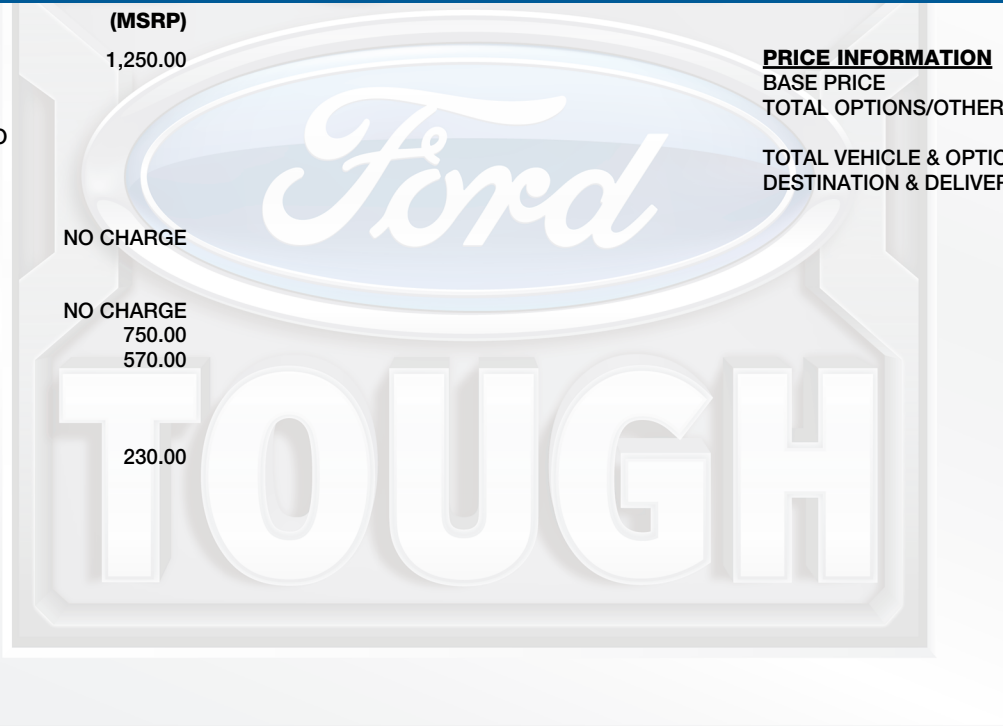 (MSRP)
1,250.00
NO CHARGE
NO CHARGE
750.00
570.00
230.00
PRICE INFORMATION
BASE PRICE
TOTAL OPTIONS/OTHER
TOTAL VEHICLE & OPTIO
DESTINATION & DELIVER
Ford
TOUGH